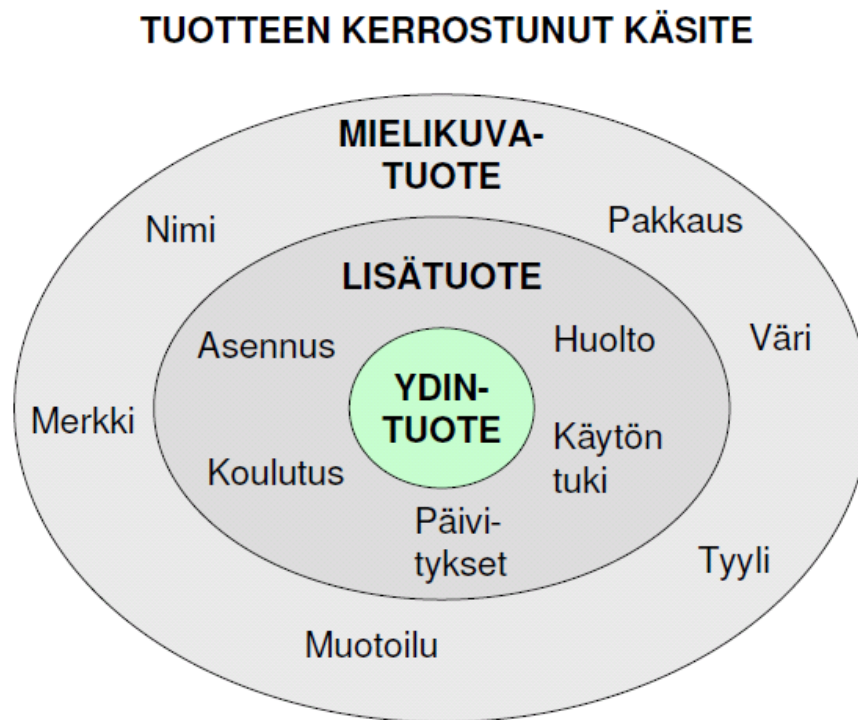 TUOTTEEN KERROSTUNUT KÄSITE
MIELIKUVA-
TUOTE
Nimi
Pakkaus
LISÄTUOTE
Asennus
Huolto
Väri
YDIN-
TUOTE
Merkki
Käytön
tuki
Koulutus
Päivi-
tykset
Tyyli
Muotoilu